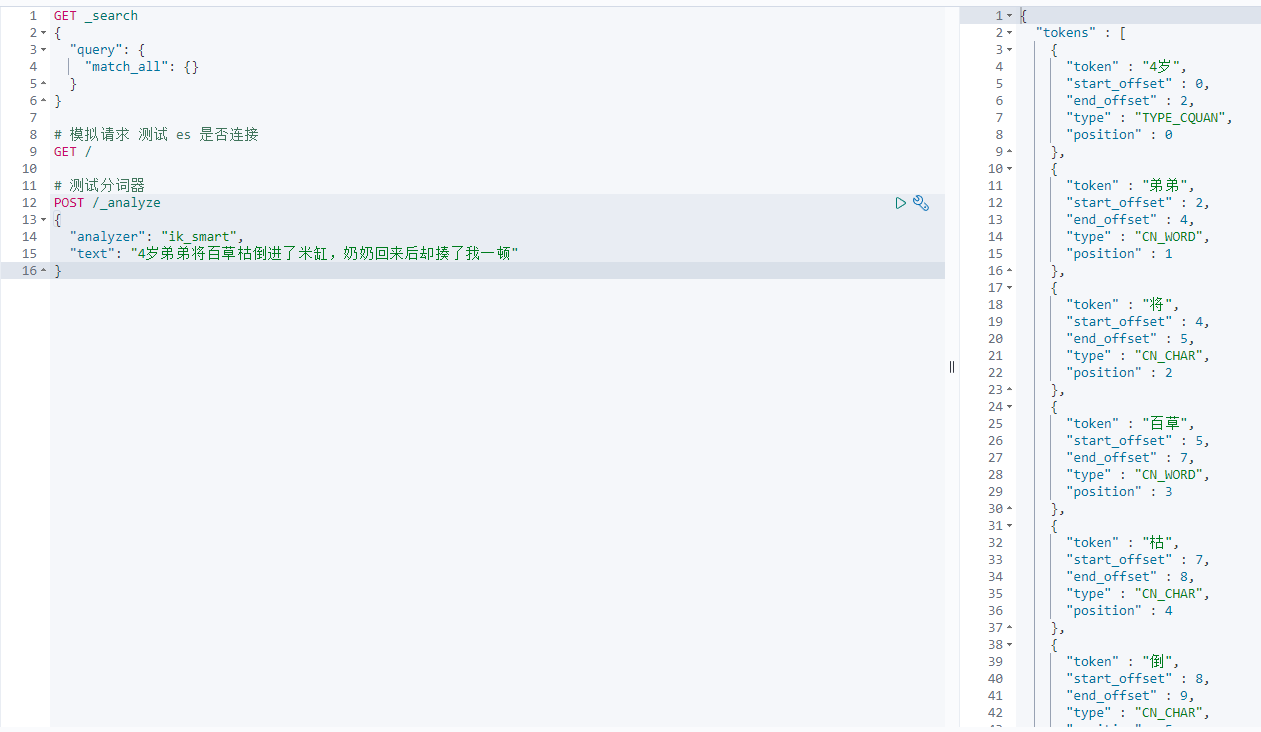 1 GET _search
2 {
3 "query": {
4 "match_all": {}
5 }
6 }
7
8 # 模拟请求 测试 es 是否连接
9 GET /
10
11 # 测试分词器
12 POST /_analyze
13 {
14 "analyzer": "ik_smart",
15 "text": "4岁弟弟将百草枯倒进了米缸，奶奶回来后却揍了我一顿"
16 }
1 {
2 "tokens" : [
3 {
4 "token" : "4岁",
5 "start_offset" : 0,
6 "end_offset" : 2,
7 "type" : "TYPE_CQUAN",
8 "position" : 0
9 },
10 {
11 "token" : "弟弟",
12 "start_offset" : 2,
13 "end_offset" : 4,
14 "type" : "CN_WORD",
15 "position" : 1
16 },
17 {
18 "token" : "将",
19 "start_offset" : 4,
20 "end_offset" : 5,
21 "type" : "CN_CHAR",
22 "position" : 2
23 },
24 {
25 "token" : "百草",
26 "start_offset" : 5,
27 "end_offset" : 7,
28 "type" : "CN_WORD",
29 "position" : 3
30 },
31 {
32 "token" : "枯",
33 "start_offset" : 7,
34 "end_offset" : 8,
35 "type" : "CN_CHAR",
36 "position" : 4
37 },
38 {
39 "token" : "倒",
40 "start_offset" : 8,
41 "end_offset" : 9,
42 "type" : "CN_CHAR",